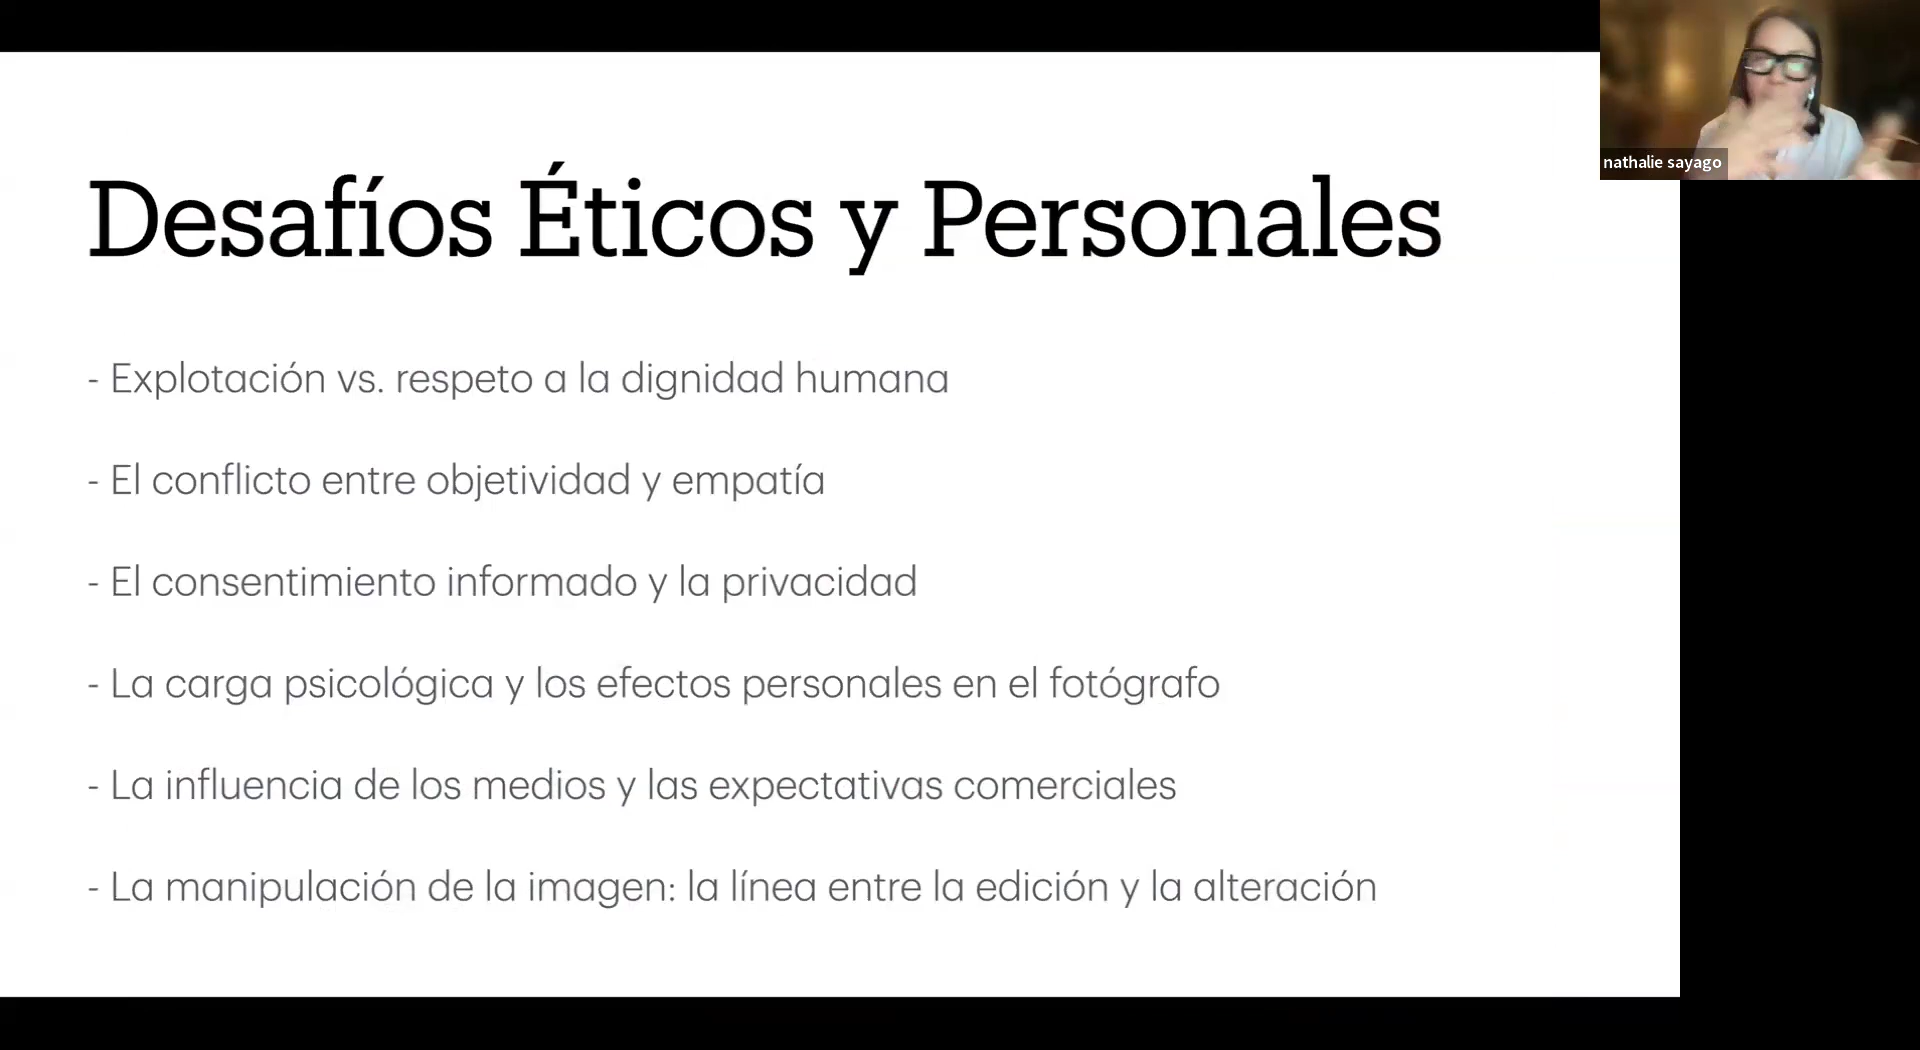 Desafíos Éticos y Personales
- Explotación vs. respeto a la dignidad humana
- El conflicto entre objetividad y empatía
- El consentimiento informado y la privacidad
- La carga psicológica y los efectos personales en el fotógrafo
- La influencia de los medios y las expectativas comerciales
- La manipulación de la imagen: la línea entre la edición y la alteración
nathalie sayago